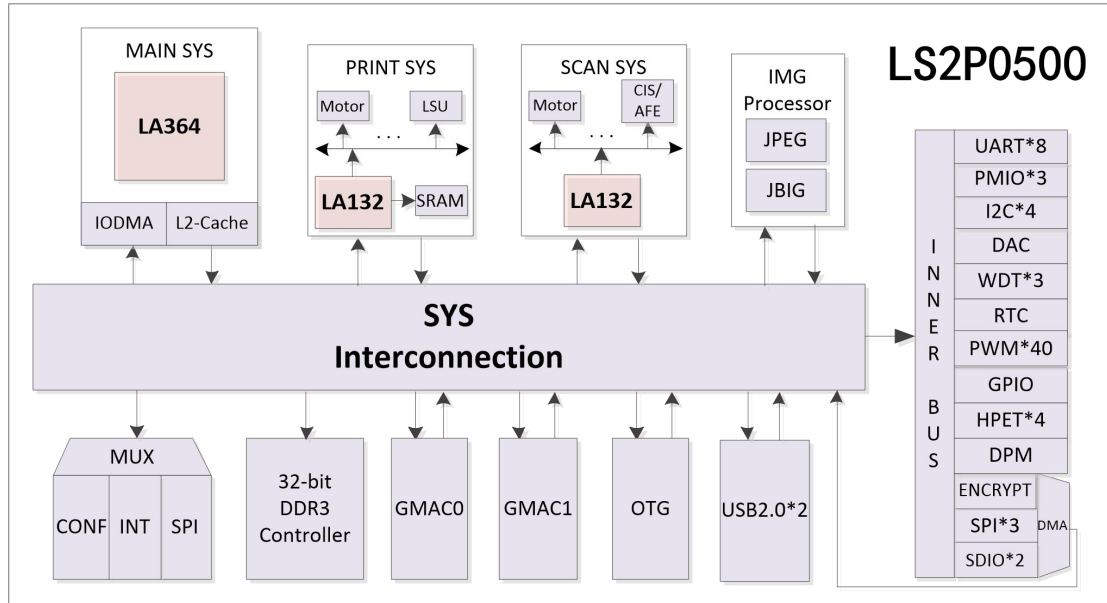 LS2P0500
MAIN SYS
LA364
IODMA
L2-Cache
PRINT SYS
Motor
LSU
...
LA132
SRAM
SCAN SYS
Motor
CIS/
AFE
...
LA132
IMG
Processor
JPEG
JBIG
SYS
Interconnection
MUX
CONF
INT
SPI
32-bit
DDR3
Controller
GMAC0
GMAC1
OTG
USB2.0*2
INNER BUS
UART*8
PMIO*3
I2C*4
DAC
WDT*3
RTC
PWM*40
GPIO
HPET*4
DPM
ENCRYPT
SPI*3
SDIO*2
DMA